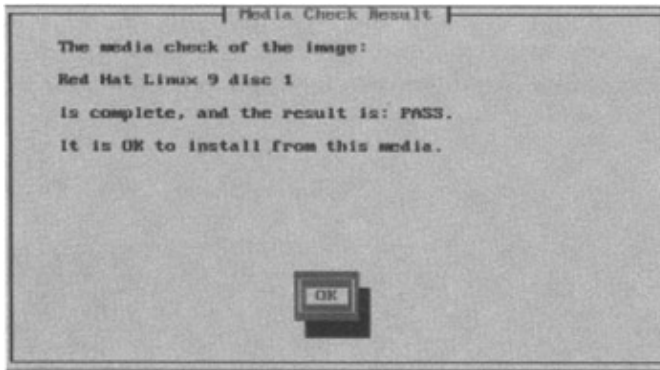 Media Check Result
The media check of the image:
Red Hat Linux 9 disc 1
is complete, and the result is: PASS.
It is OK to install from this media.
OK